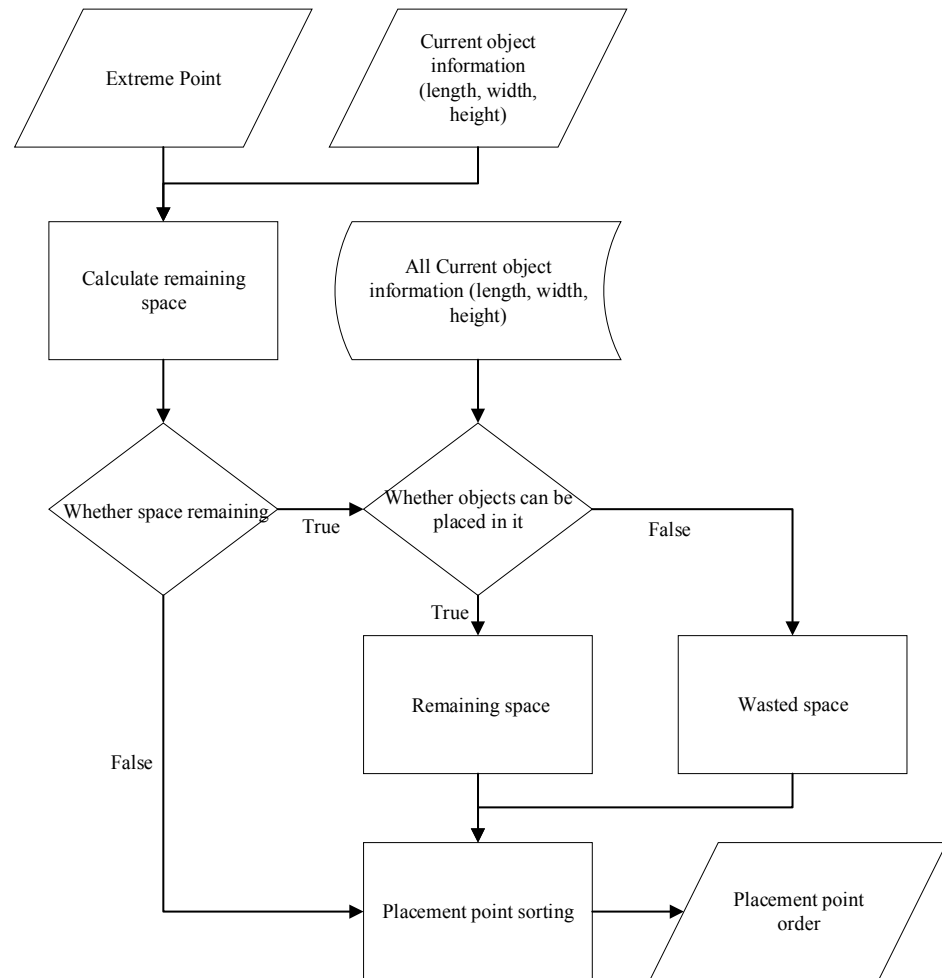 Extreme Point
Current object
information
(length, width,
height)
Calculate remaining
space
All Current object
information (length, width,
height)
Whether space remaining
True
Whether objects can be
placed in it
False
True
Remaining space
Wasted space
False
Placement point sorting
Placement point
order